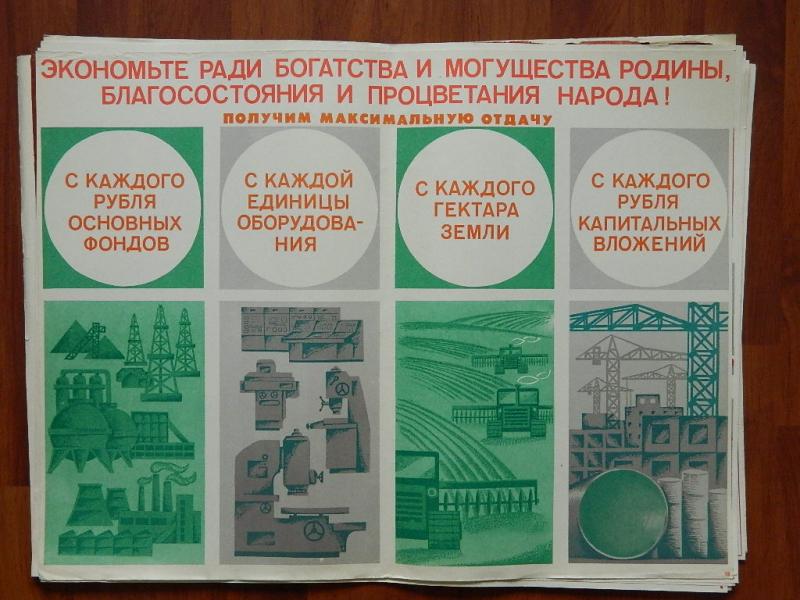 ЭКОНОМЬТЕ РАДИ БОГАТСТВА И МОГУЩЕСТВА РОДИНЫ,
БЛАГОСОСТОЯНИЯ И ПРОЦВЕТАНИЯ НАРОДА!
ПОЛУЧИМ МАКСИМАЛЬНУЮ ОТДАЧУ
С КАЖДОГО
РУБЛЯ
ОСНОВНЫХ
ФОНДОВ
С КАЖДОЙ
ЕДИНИЦЫ
ОБОРУДОВА-
НИЯ
С КАЖДОГО
ГЕКТАРА
ЗЕМЛИ
С КАЖДОГО
РУБЛЯ
КАПИТАЛЬНЫХ
ВЛОЖЕНИЙ